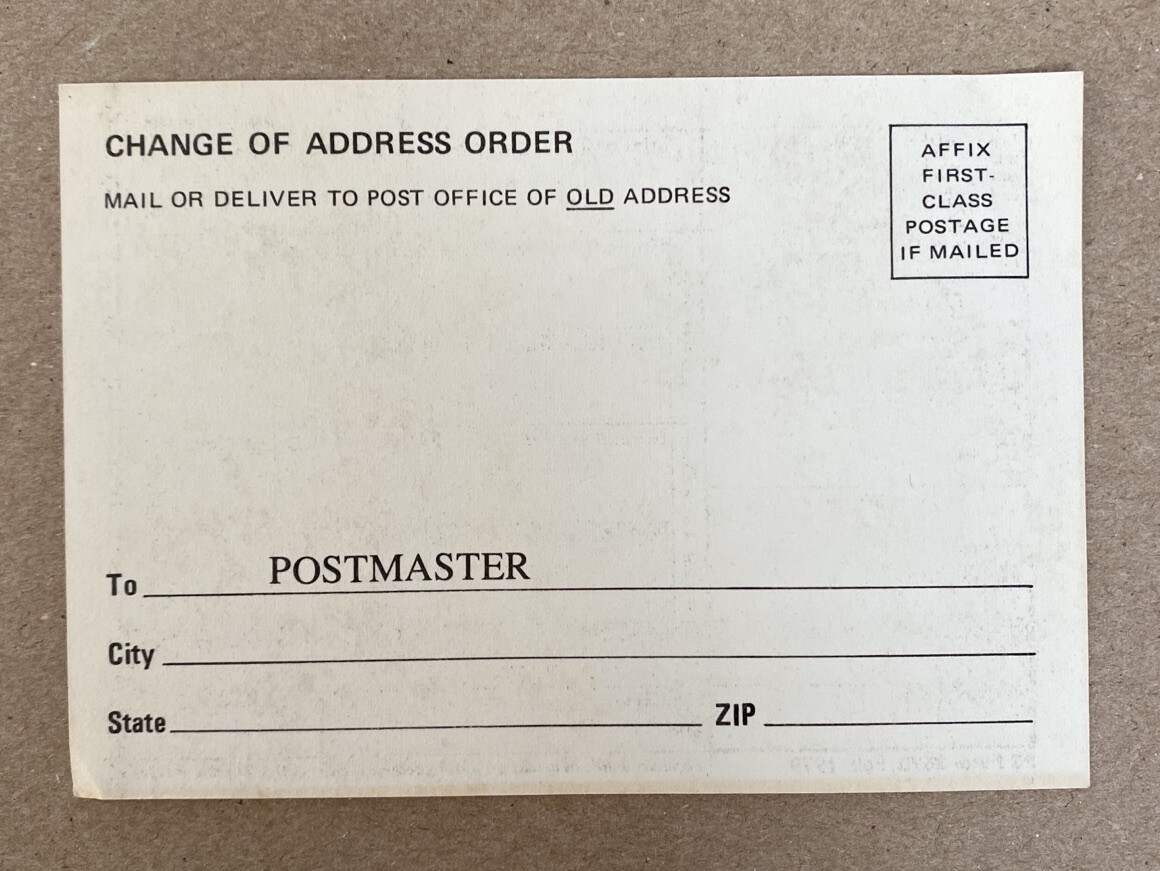 CHANGE OF ADDRESS ORDER
MAIL OR DELIVER TO POST OFFICE OF OLD ADDRESS
AFFIX
FIRST-
CLASS
POSTAGE
IF MAILED
To POSTMASTER
City
State ZIP